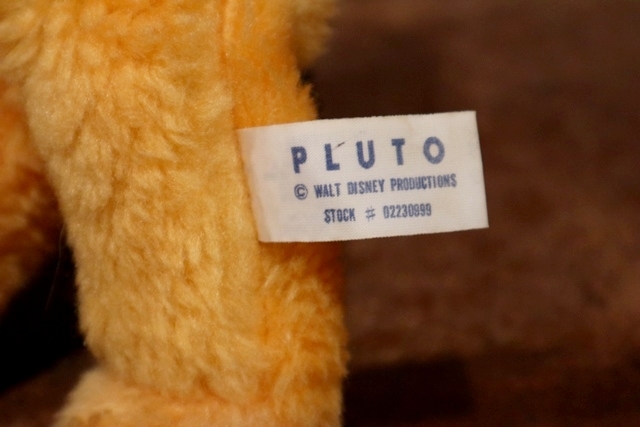 PLUTO
© WALT DISNEY PRODUCTIONS
STOCK # 02230999